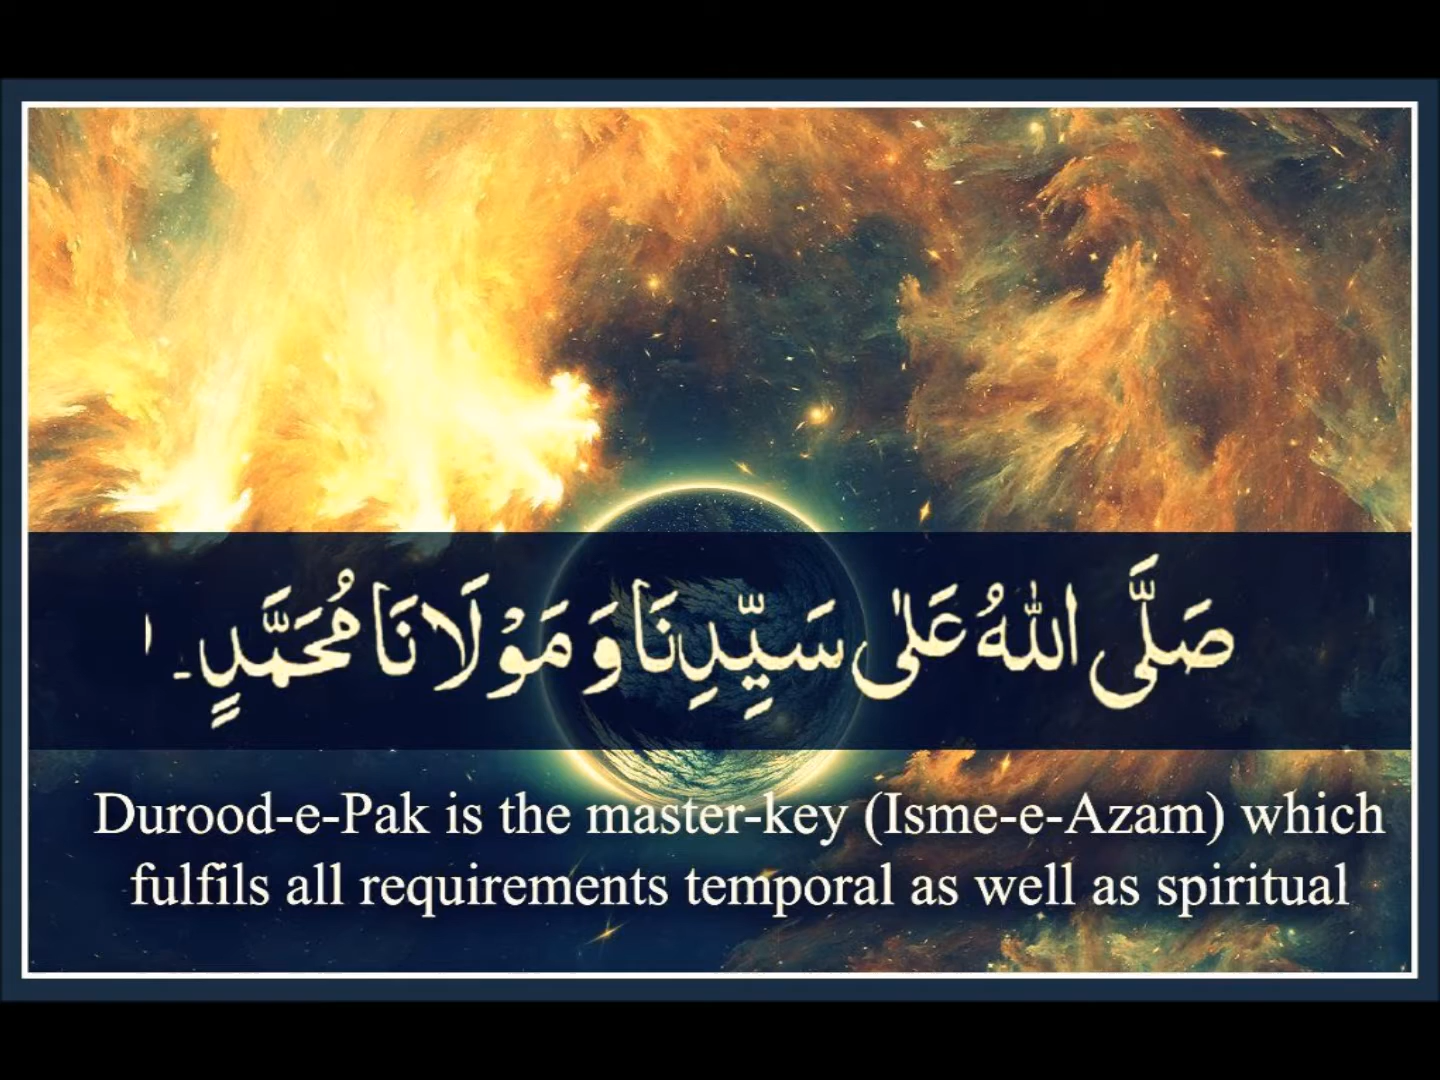 صَلَّى اللهُ عَلٰى سَيِّدِنَا وَ مَوْلَانَا مُحَمَّدٍ۔ ١
Durood-e-Pak is the master-key (Isme-e-Azam) which
fulfils all requirements temporal as well as spiritual